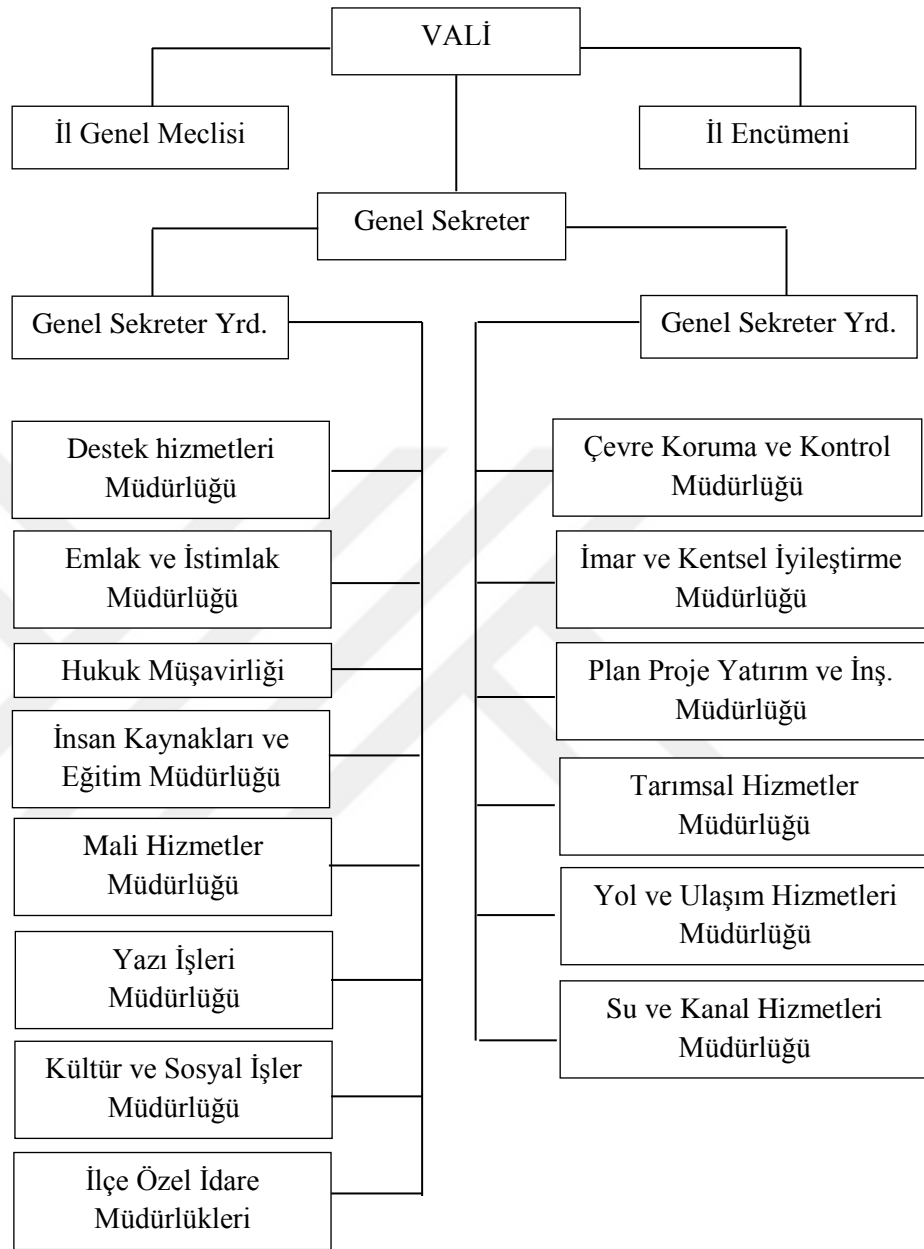 VALİ
İl Genel Meclisi
İl Encümeni
Genel Sekreter
Genel Sekreter Yrd.
Genel Sekreter Yrd.
Destek hizmetleri
Müdürlüğü
Emlak ve İstimlak
Müdürlüğü
Hukuk Müşavirliği
İnsan Kaynakları ve
Eğitim Müdürlüğü
Mali Hizmetler
Müdürlüğü
Yazı İşleri
Müdürlüğü
Kültür ve Sosyal İşler
Müdürlüğü
İlçe Özel İdare
Müdürlükleri
Çevre Koruma ve Kontrol
Müdürlüğü
İmar ve Kentsel İyileştirme
Müdürlüğü
Plan Proje Yatırım ve İnş.
Müdürlüğü
Tarımsal Hizmetler
Müdürlüğü
Yol ve Ulaşım Hizmetleri
Müdürlüğü
Su ve Kanal Hizmetleri
Müdürlüğü